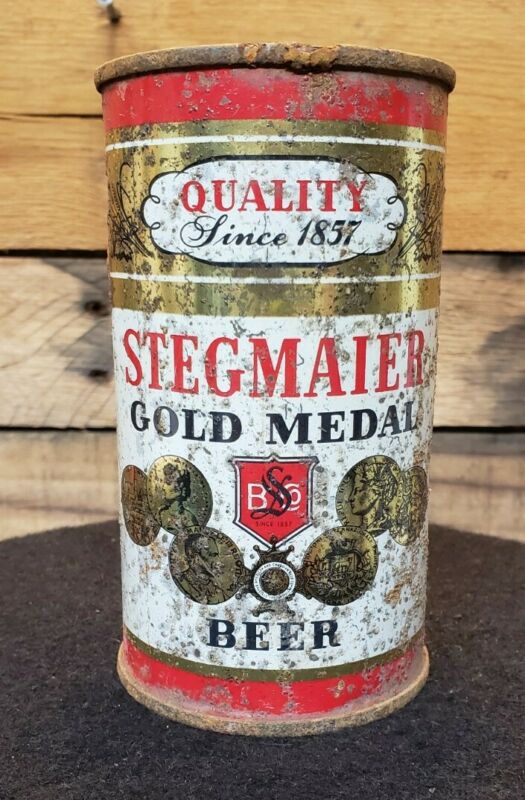 QUALITY
Since 1857
STEGMAIER
GOLD MEDAL
BSCo
SINCE 1857
BEER